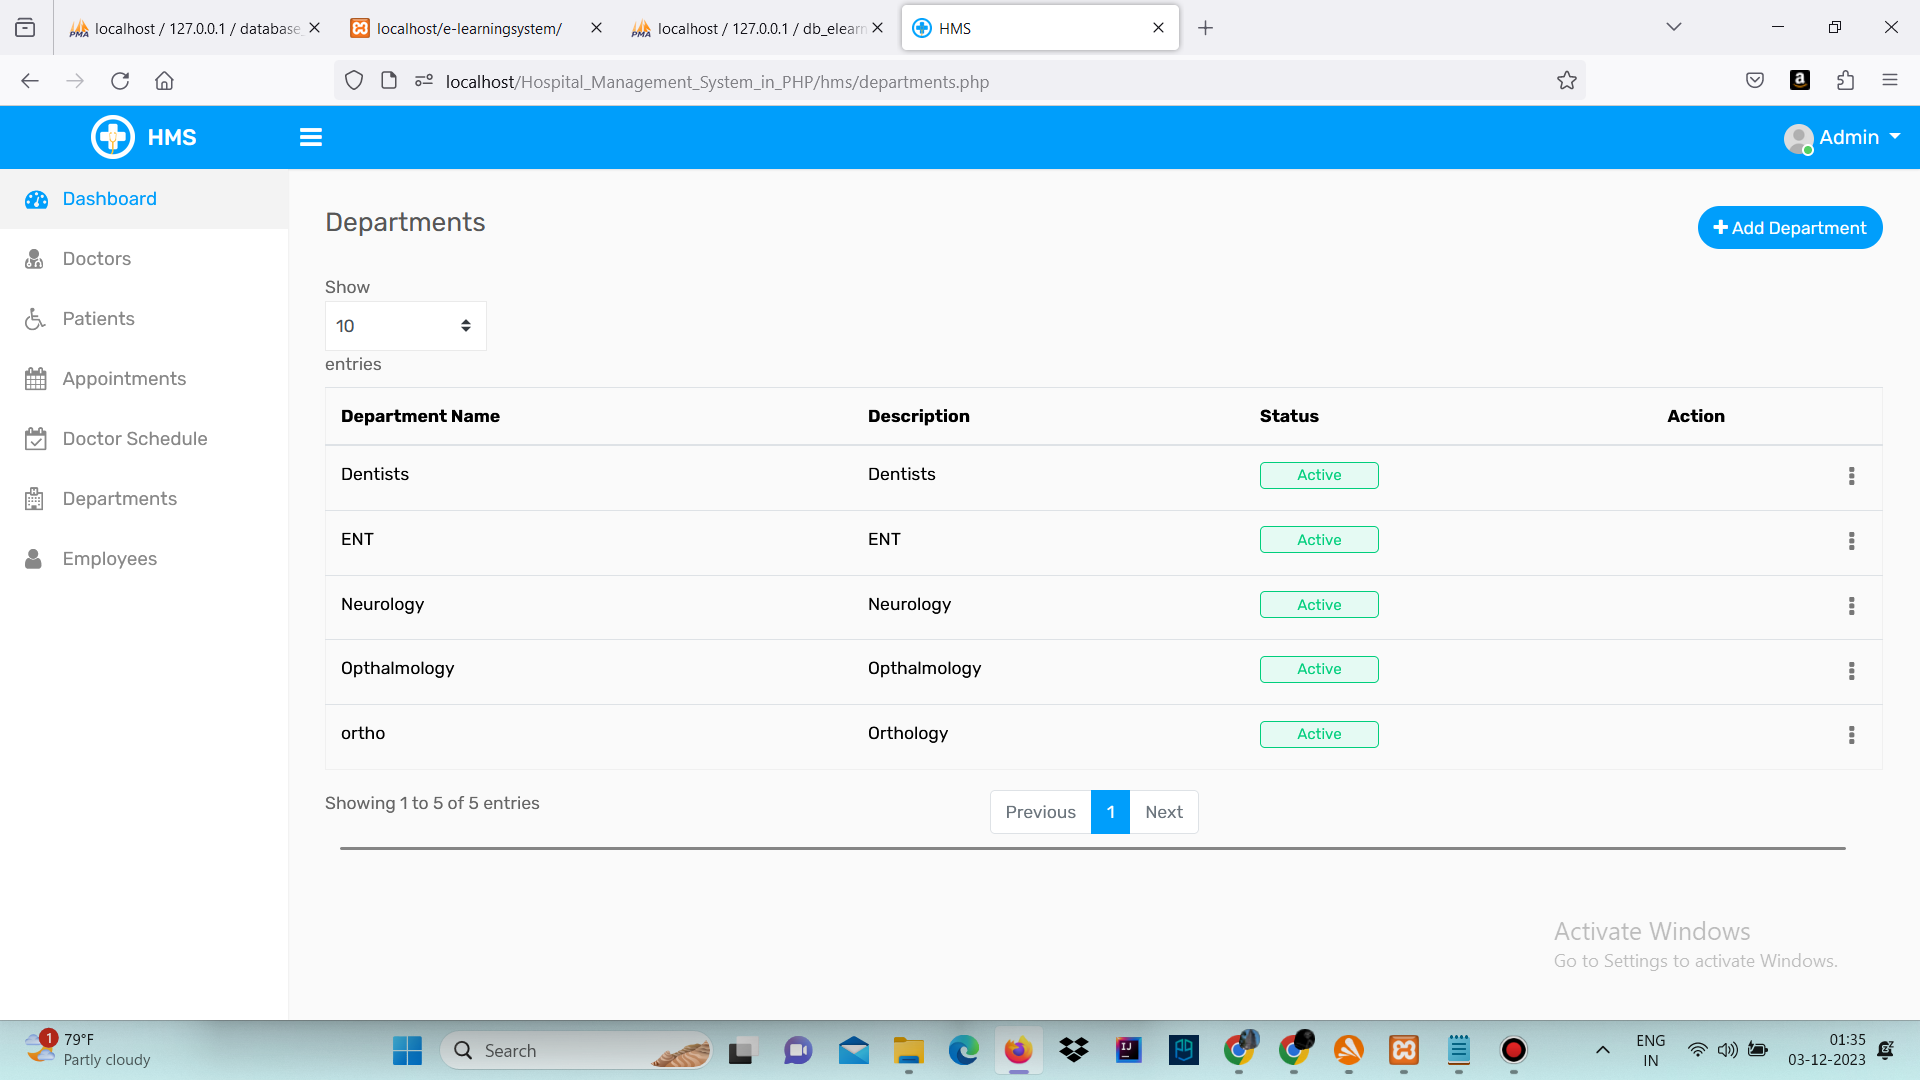 localhost / 127.0.0.1 / database_
localhost/e-learningsystem/
localhost / 127.0.0.1 / db_elearn
HMS
localhost/Hospital_Management_System_in_PHP/hms/departments.php
HMS
Admin
Dashboard
Doctors
Patients
Appointments
Doctor Schedule
Departments
Employees
Departments
+ Add Department
Show
10
entries
Department Name Description Status Action
Dentists Dentists Active
ENT ENT Active
Neurology Neurology Active
Opthalmology Opthalmology Active
ortho Orthology Active
Showing 1 to 5 of 5 entries
Previous 1 Next
Activate Windows
Go to Settings to activate Windows.
1
79°F
Partly cloudy
Search
ENG
IN
01:35
03-12-2023